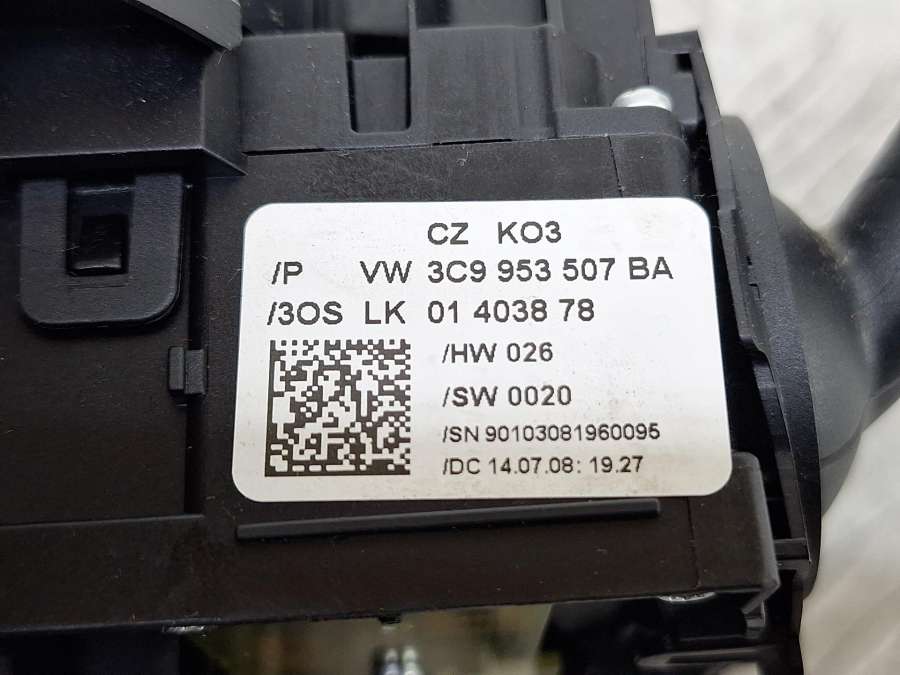 CZ KO3
/P VW 3C9 953 507 BA
/3OS LK 01 4038 78
/HW 026
/SW 0020
/SN 90103081960095
/DC 14.07.08: 19.27